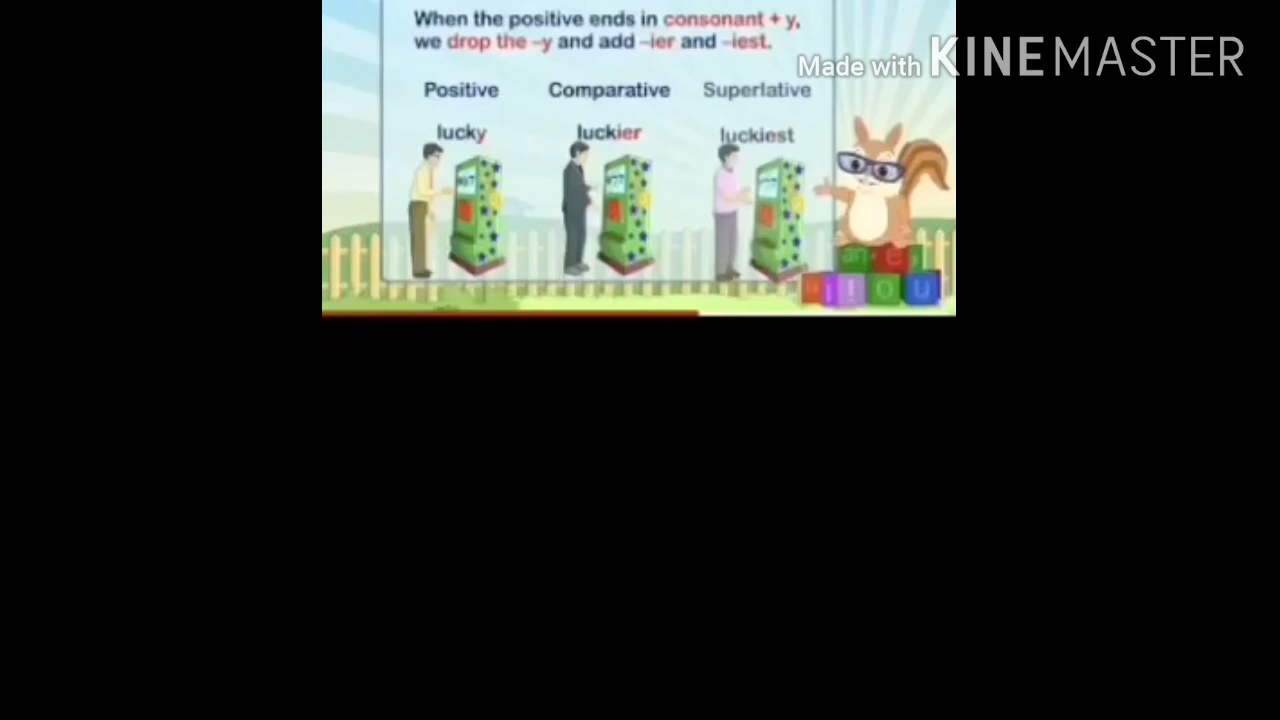 When the positive ends in consonant + y,
we drop the –y and add –ier and –iest.
Made with KINEMASTER
Positive Comparative Superlative
lucky luckier luckiest
an e
i o u